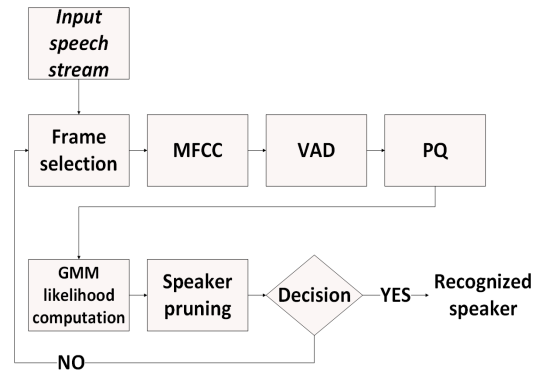 Input
speech
stream
Frame
selection
MFCC
VAD
PQ
GMM
likelihood
computation
Speaker
pruning
Decision
YES
Recognized
speaker
NO